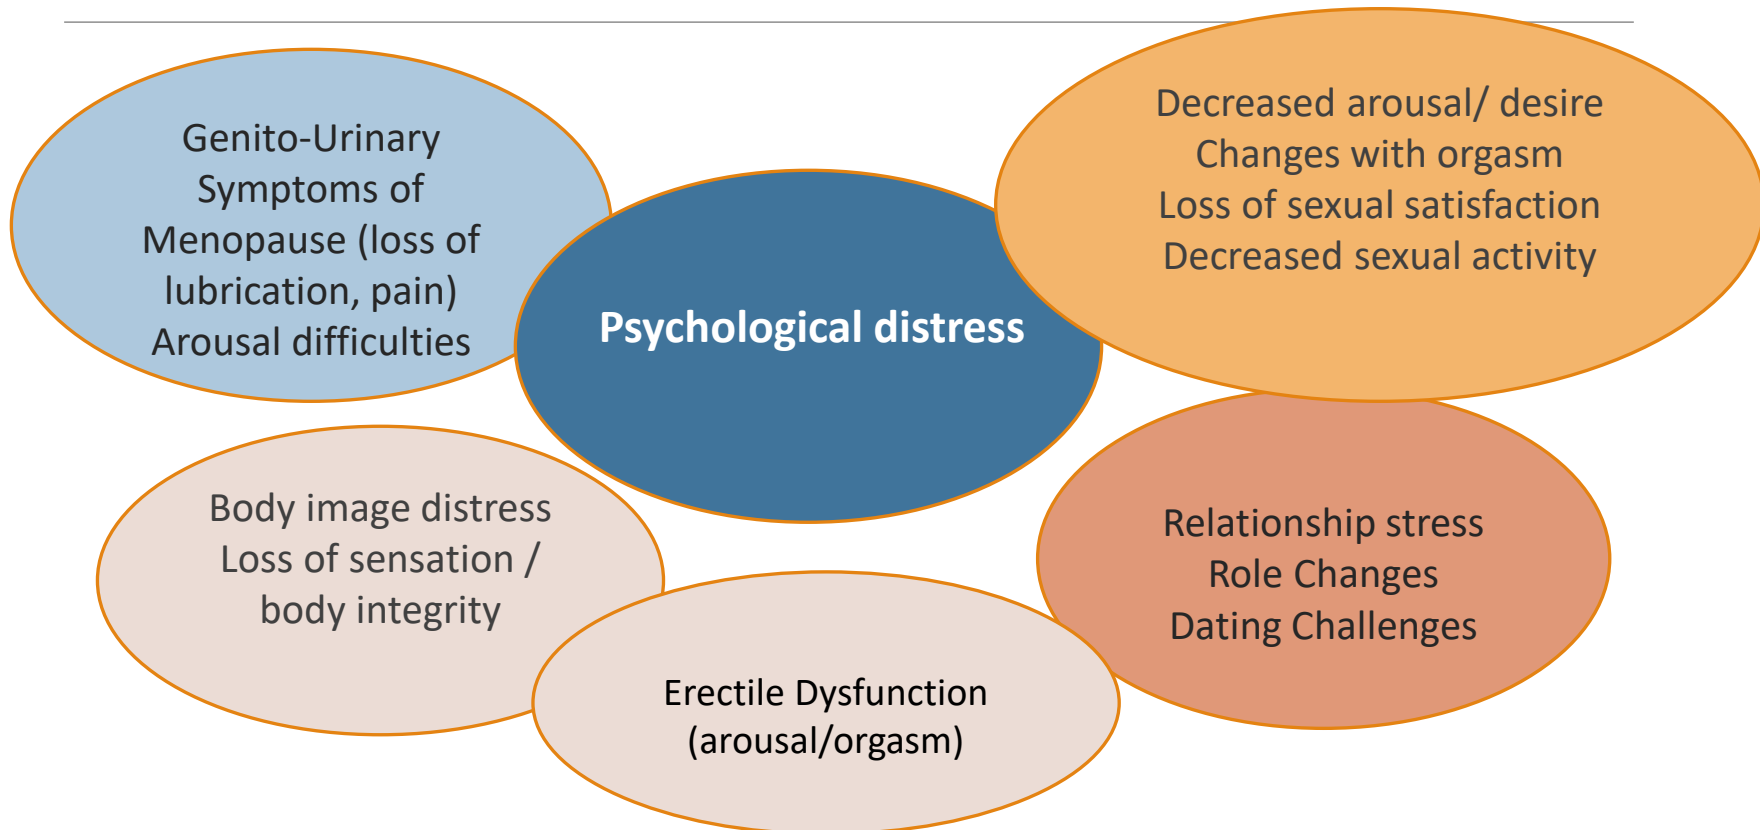 Genito-Urinary
Symptoms of
Menopause (loss of
lubrication, pain)
Arousal difficulties
Psychological distress
Decreased arousal/ desire
Changes with orgasm
Loss of sexual satisfaction
Decreased sexual activity
Body image distress
Loss of sensation /
body integrity
Erectile Dysfunction
(arousal/orgasm)
Relationship stress
Role Changes
Dating Challenges